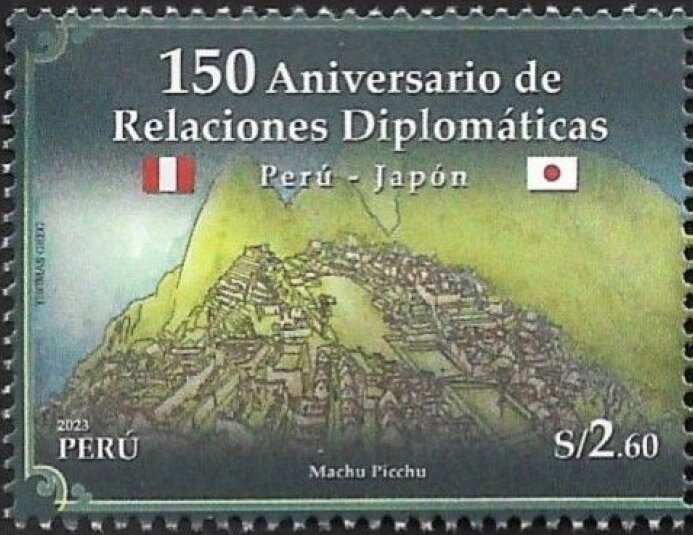 150 Aniversario de
Relaciones Diplomáticas
Perú - Japón
2023
PERÚ
S/2.60
Machu Picchu